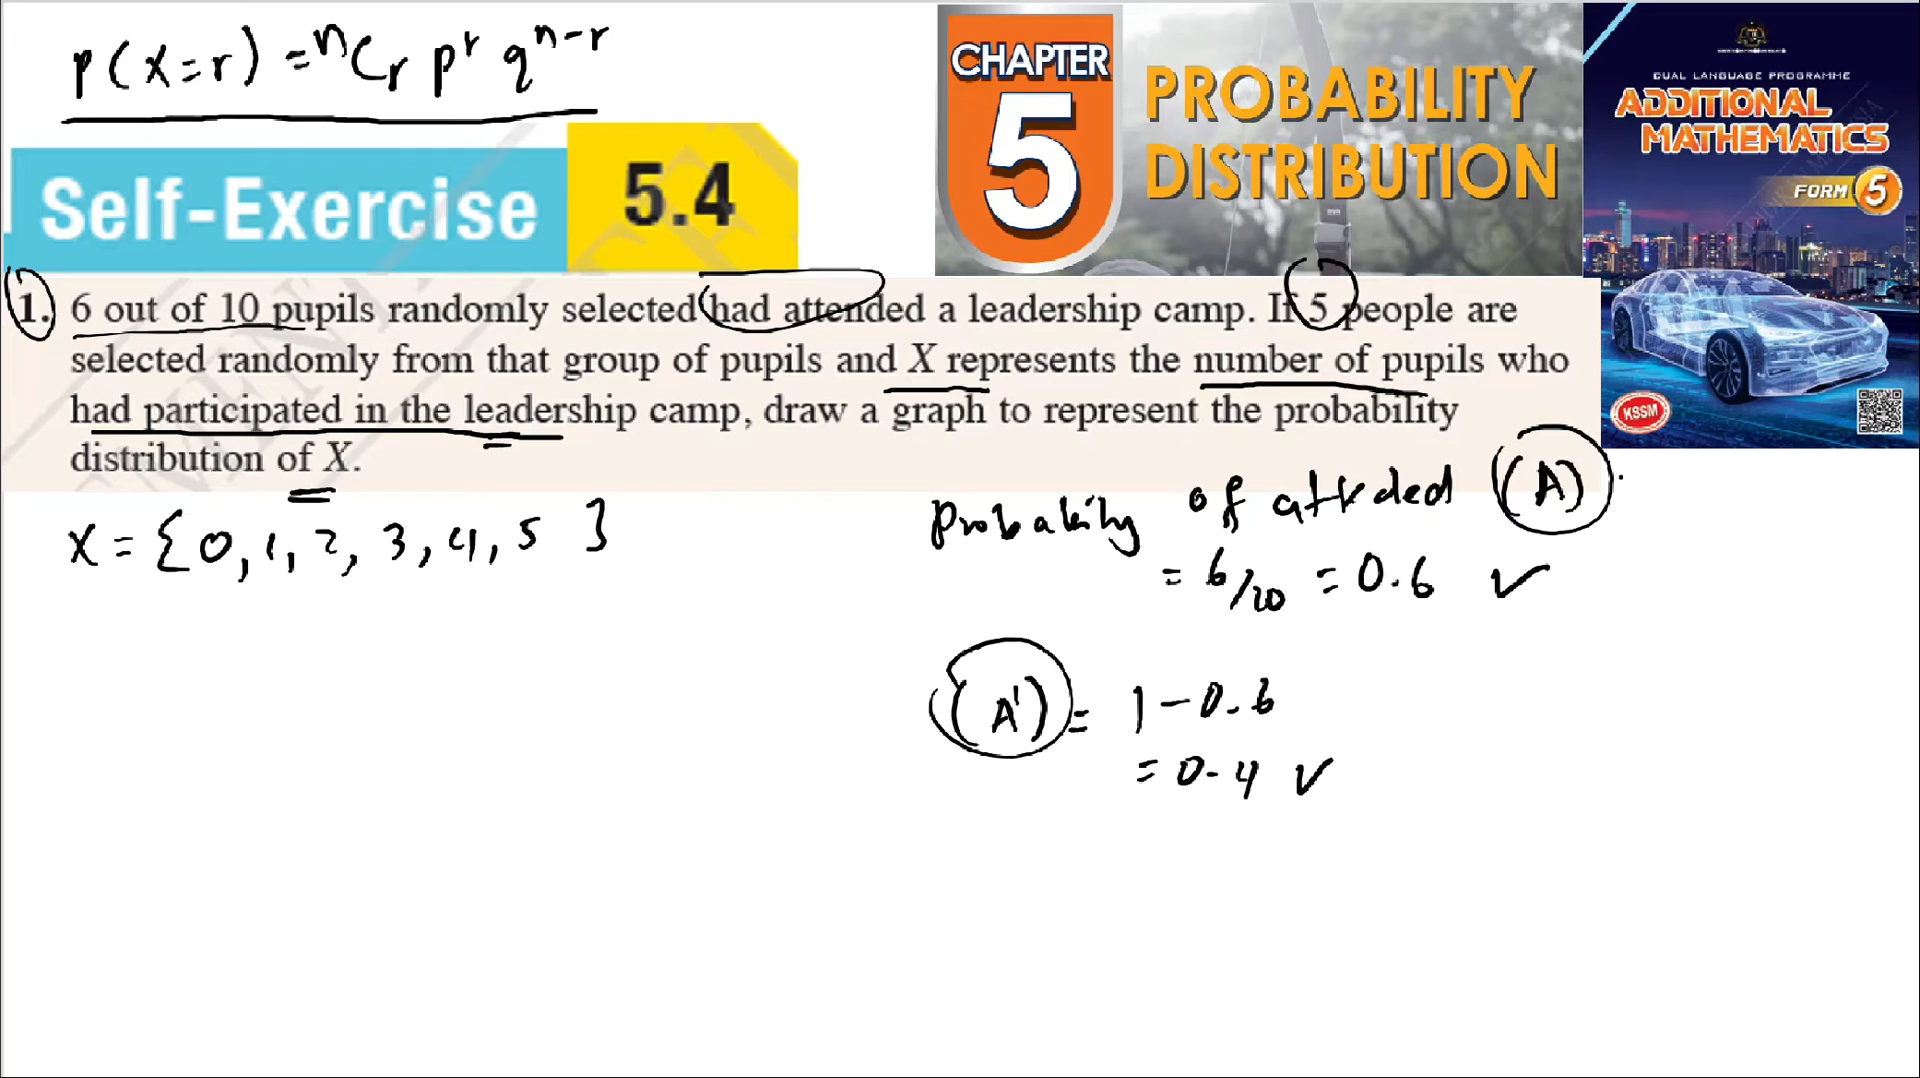 P(X=r) = nCr p^r q^n-r
CHAPTER
5
PROBABILITY
DISTRIBUTION
DUAL LANGUAGE PROGRAMME
ADDITIONAL
MATHEMATICS
FORM 5
KSSM
Self-Exercise 5.4
1. 6 out of 10 pupils randomly selected had attended a leadership camp. If 5 people are
selected randomly from that group of pupils and X represents the number of pupils who
had participated in the leadership camp, draw a graph to represent the probability
distribution of X.
X = { 0, 1, 2, 3, 4, 5 }
Probability of attended (A)
= 6/20 = 0.6 ✓
(A') = 1 - 0.6
= 0.4 ✓